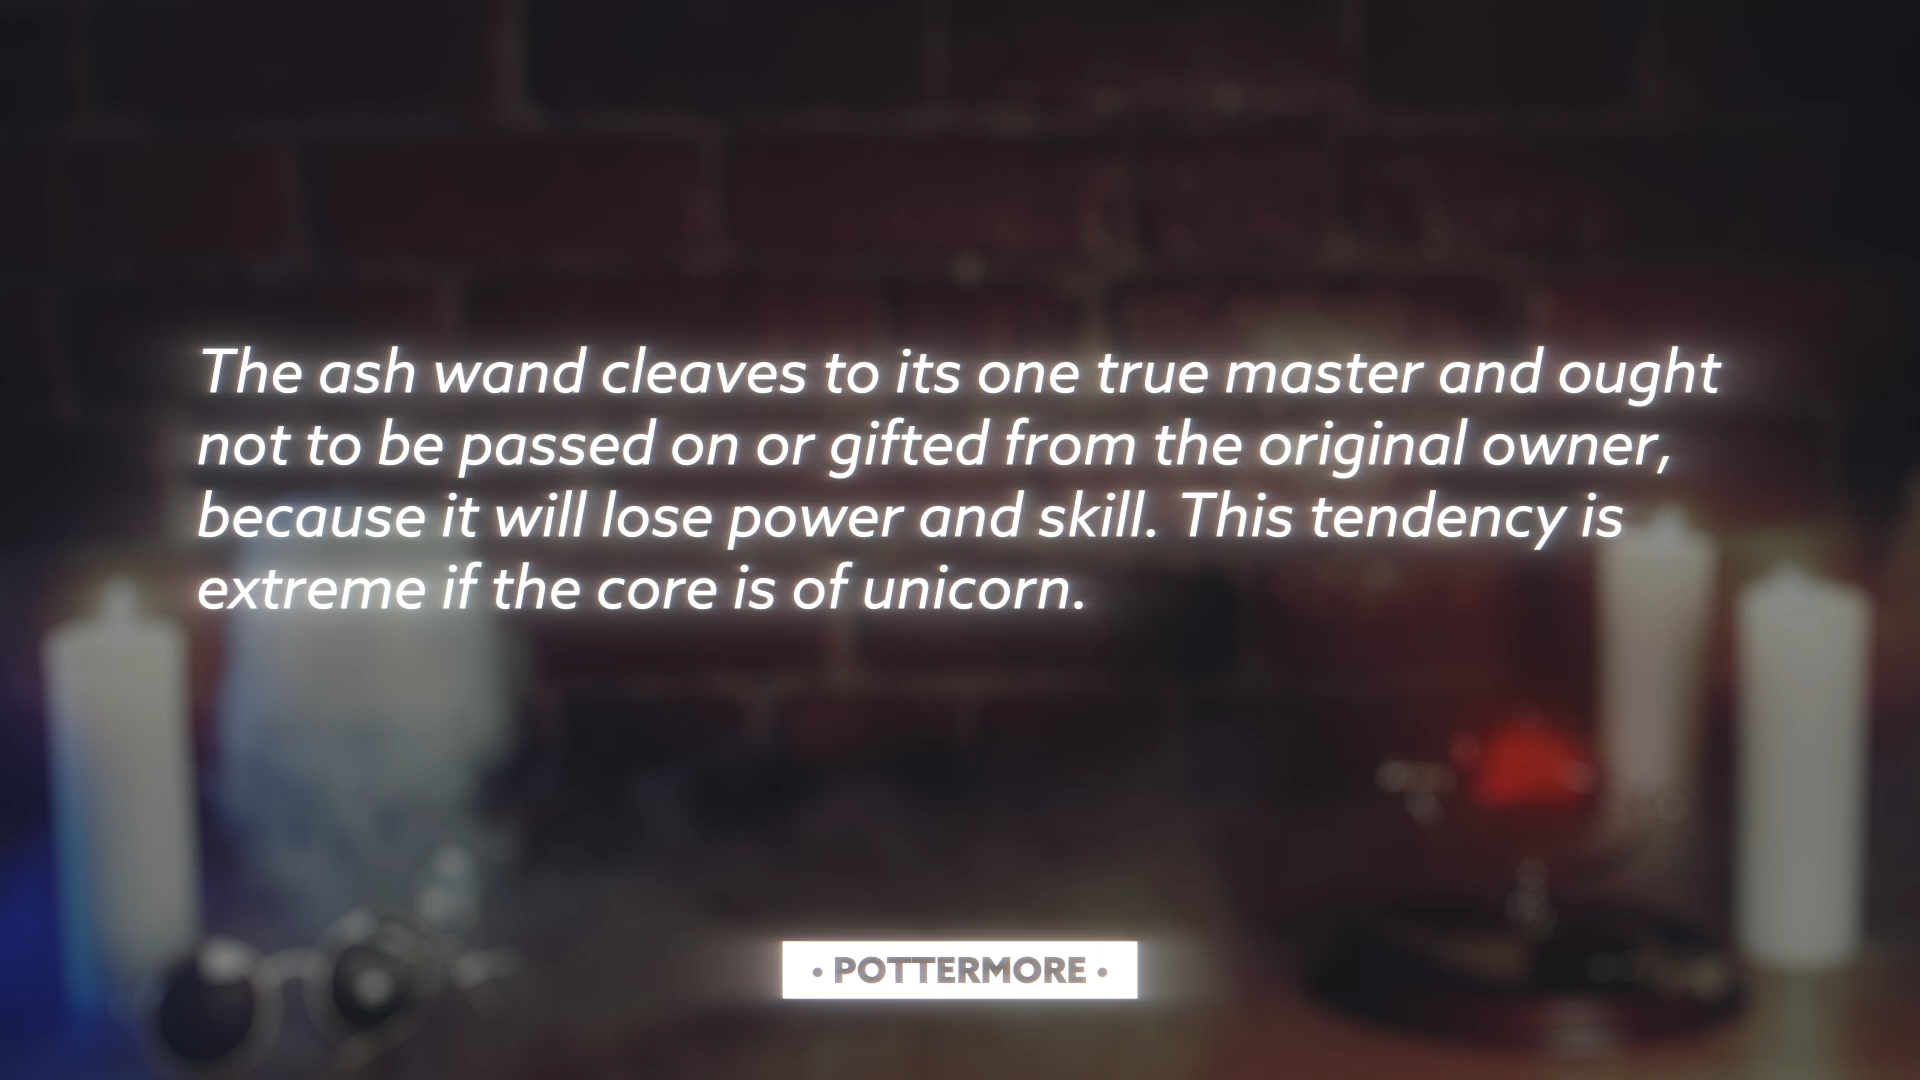 The ash wand cleaves to its one true master and ought
not to be passed on or gifted from the original owner,
because it will lose power and skill. This tendency is
extreme if the core is of unicorn.
• POTTERMORE •